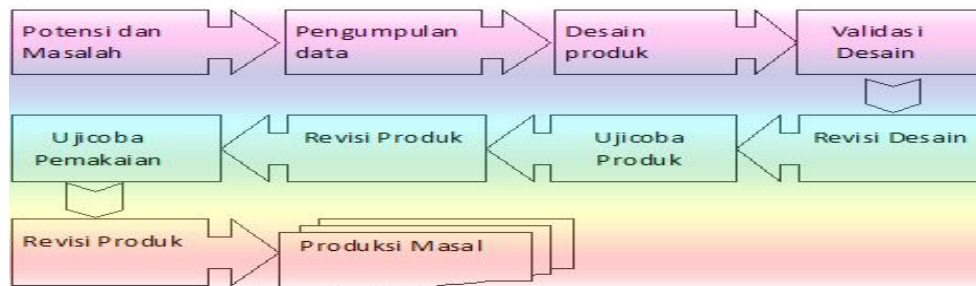 Potensi dan
Masalah
Pengumpulan
data
Desain
produk
Validasi
Desain
Revisi Desain
Ujicoba
Produk
Revisi Produk
Ujicoba
Pemakaian
Revisi Produk
Produksi Masal